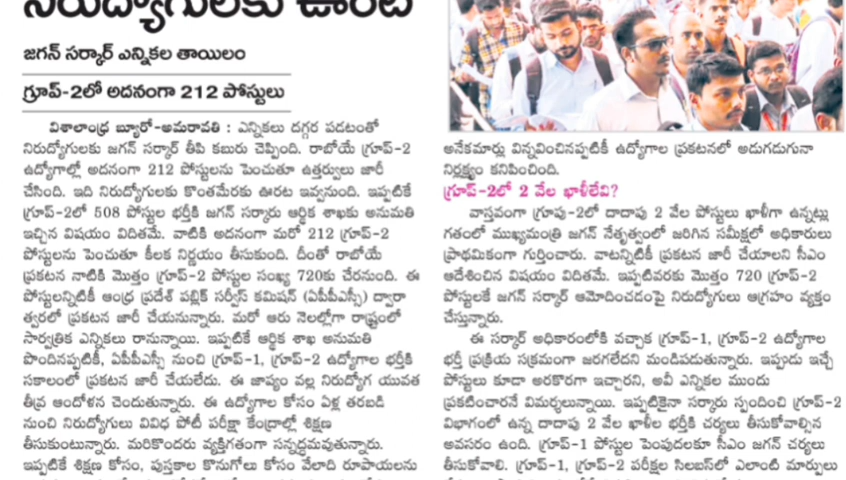 నిరుద్యోగులకు ఊరట
జగన్ సర్కార్ ఎన్నికల తాయిలం
గ్రూప్-2లో అదనంగా 212 పోస్టులు
విశాలాంధ్ర బ్యూరో-అమరావతి : ఎన్నికలు దగ్గర పడటంతో
నిరుద్యోగులకు జగన్ సర్కార్ తీపి కబురు చెప్పింది. రాబోయే గ్రూప్-2
ఉద్యోగాల్లో అదనంగా 212 పోస్టులను పెంచుతూ ఉత్తర్వులు జారీ
చేసింది. ఇది నిరుద్యోగులకు కొంతమేరకు ఊరట ఇవ్వనుంది. ఇప్పటికే
గ్రూప్-2లో 508 పోస్టుల భర్తీకి జగన్ సర్కారు ఆర్థిక శాఖకు అనుమతి
ఇచ్చిన విషయం విదితమే. వాటికి అదనంగా మరో 212 గ్రూప్-2
పోస్టులను పెంచుతూ కీలక నిర్ణయం తీసుకుంది. దీంతో రాబోయే
ప్రకటన నాటికి మొత్తం గ్రూప్-2 పోస్టుల సంఖ్య 720కు చేరనుంది. ఈ
పోస్టులన్నిటికీ ఆంధ్ర ప్రదేశ్ పబ్లిక్ సర్వీస్ కమిషన్ (ఏపీపీఎస్సీ) ద్వారా
త్వరలో ప్రకటన జారీ చేయనున్నారు. మరో ఆరు నెలల్లోగా రాష్ట్రంలో
సార్వత్రిక ఎన్నికలు రానున్నాయి. ఇప్పటికే ఆర్థిక శాఖ అనుమతి
పొందినప్పటికీ, ఏపీపీఎస్సీ నుంచి గ్రూప్-1, గ్రూప్-2 ఉద్యోగాల భర్తీకి
సకాలంలో ప్రకటన జారీ చేయలేదు. ఈ జాప్యం వల్ల నిరుద్యోగ యువత
తీవ్ర ఆందోళన చెందుతున్నారు. ఈ ఉద్యోగాల కోసం ఏళ్ల తరబడి
నుంచి నిరుద్యోగులు వివిధ పోటీ పరీక్షా కేంద్రాల్లో శిక్షణ
తీసుకుంటున్నారు. మరికొందరు వ్యక్తిగతంగా సన్నద్ధమవుతున్నారు.
ఇప్పటికే శిక్షణ కోసం, పుస్తకాల కొనుగోలు కోసం వేలాది రూపాయలను
అనేకమార్లు విన్నవించినప్పటికీ ఉద్యోగాల ప్రకటనలో అడుగడుగునా
నిర్లక్ష్యం కనిపించింది.
గ్రూప్-2లో 2 వేల ఖాళీలేవి?
వాస్తవంగా గ్రూపు-2లో దాదాపు 2 వేల పోస్టులు ఖాళీగా ఉన్నట్లు
గతంలో ముఖ్యమంత్రి జగన్ నేతృత్వంలో జరిగిన సమీక్షలో అధికారులు
ప్రాథమికంగా గుర్తించారు. వాటన్నిటికీ ప్రకటన జారీ చేయాలని సీఎం
ఆదేశించిన విషయం విదితమే. ఇప్పటివరకు మొత్తం 720 గ్రూప్-2
పోస్టులకే జగన్ సర్కార్ ఆమోదించడంపై నిరుద్యోగులు ఆగ్రహం వ్యక్తం
చేస్తున్నారు.
ఈ సర్కార్ అధికారంలోకి వచ్చాక గ్రూప్-1, గ్రూప్-2 ఉద్యోగాల
భర్తీ ప్రక్రియ సక్రమంగా జరగలేదని మండిపడుతున్నారు. ఇప్పుడు ఇచ్చే
పోస్టులు కూడా అరకొరగా ఇచ్చారని, అవీ ఎన్నికల ముందు
ప్రకటించారనే విమర్శలున్నాయి. ఇప్పటికైనా సర్కారు స్పందించి గ్రూప్-2
విభాగంలో ఉన్న దాదాపు 2 వేల ఖాళీల భర్తీకి చర్యలు తీసుకోవాల్సిన
అవసరం ఉంది. గ్రూప్-1 పోస్టుల పెంపుదలకూ సీఎం జగన్ చర్యలు
తీసుకోవాలి. గ్రూప్-1, గ్రూప్-2 పరీక్షల సిలబస్‌లో ఎలాంటి మార్పులు